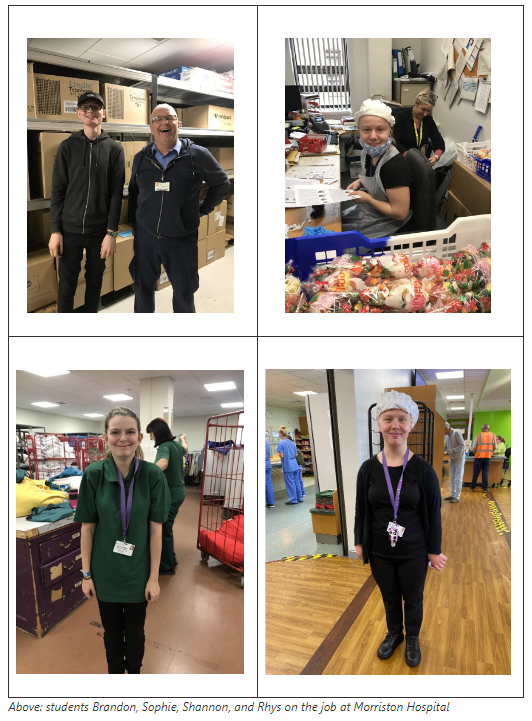 Above: students Brandon, Sophie, Shannon, and Rhys on the job at Morriston Hospital